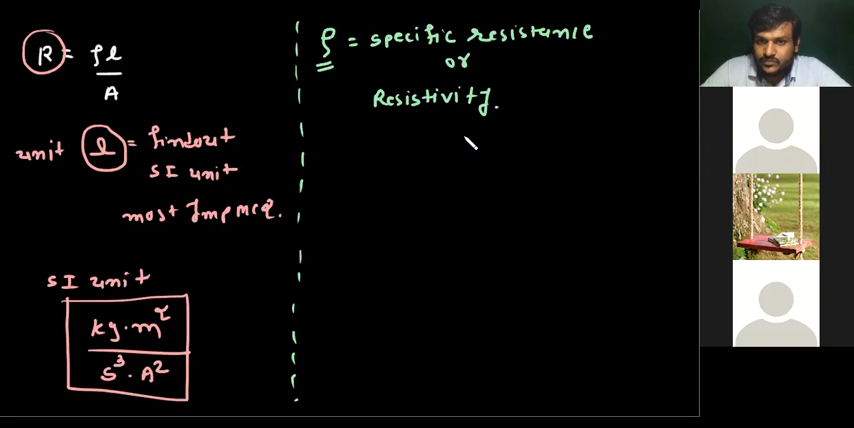 R = ρl
A
unit l = findout
SI unit
most Imp mcq.
SI unit
kg·m²
s³·A²
ρ = specific resistance
or
Resistivity.